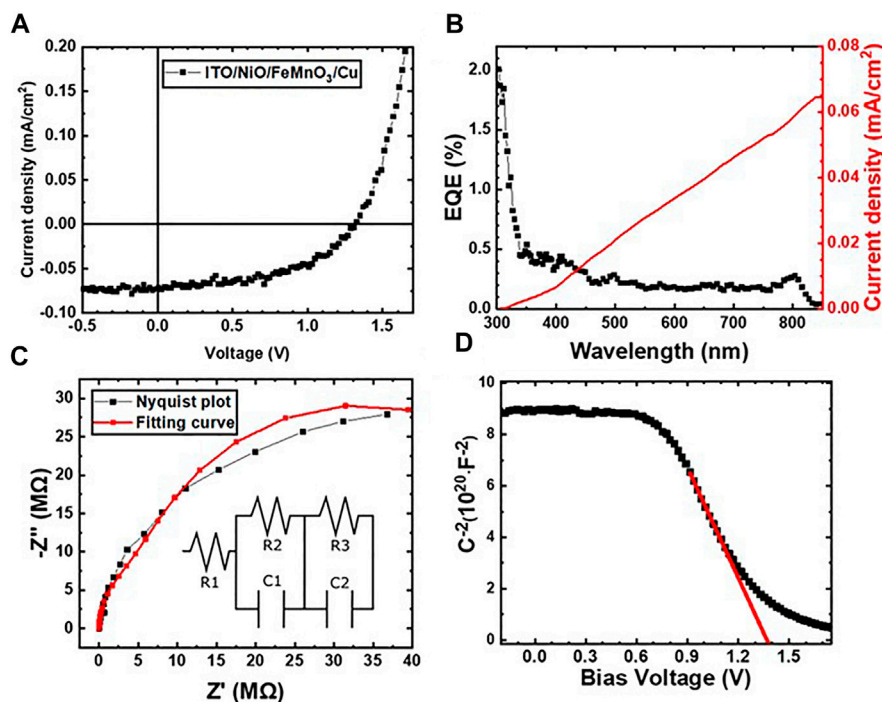 A
ITO/NiO/FeMnO3/Cu
Current density (mA/cm2)
0.20
0.15
0.10
0.05
0.00
-0.05
-0.10
-0.5 0.0 0.5 1.0 1.5
Voltage (V)
B
EQE (%)
2.0
1.5
1.0
0.5
0.0
300 400 500 600 700 800
Wavelength (nm)
0.08
0.06
0.04
0.02
0.00
Current density (mA/cm2)
C
Nyquist plot
Fitting curve
-Z'' (MΩ)
30
25
20
15
10
5
0
R2 R3
R1
C1 C2
0 5 10 15 20 25 30 35 40
Z' (MΩ)
D
C-2(1020·F-2)
10
8
6
4
2
0
0.0 0.3 0.6 0.9 1.2 1.5
Bias Voltage (V)